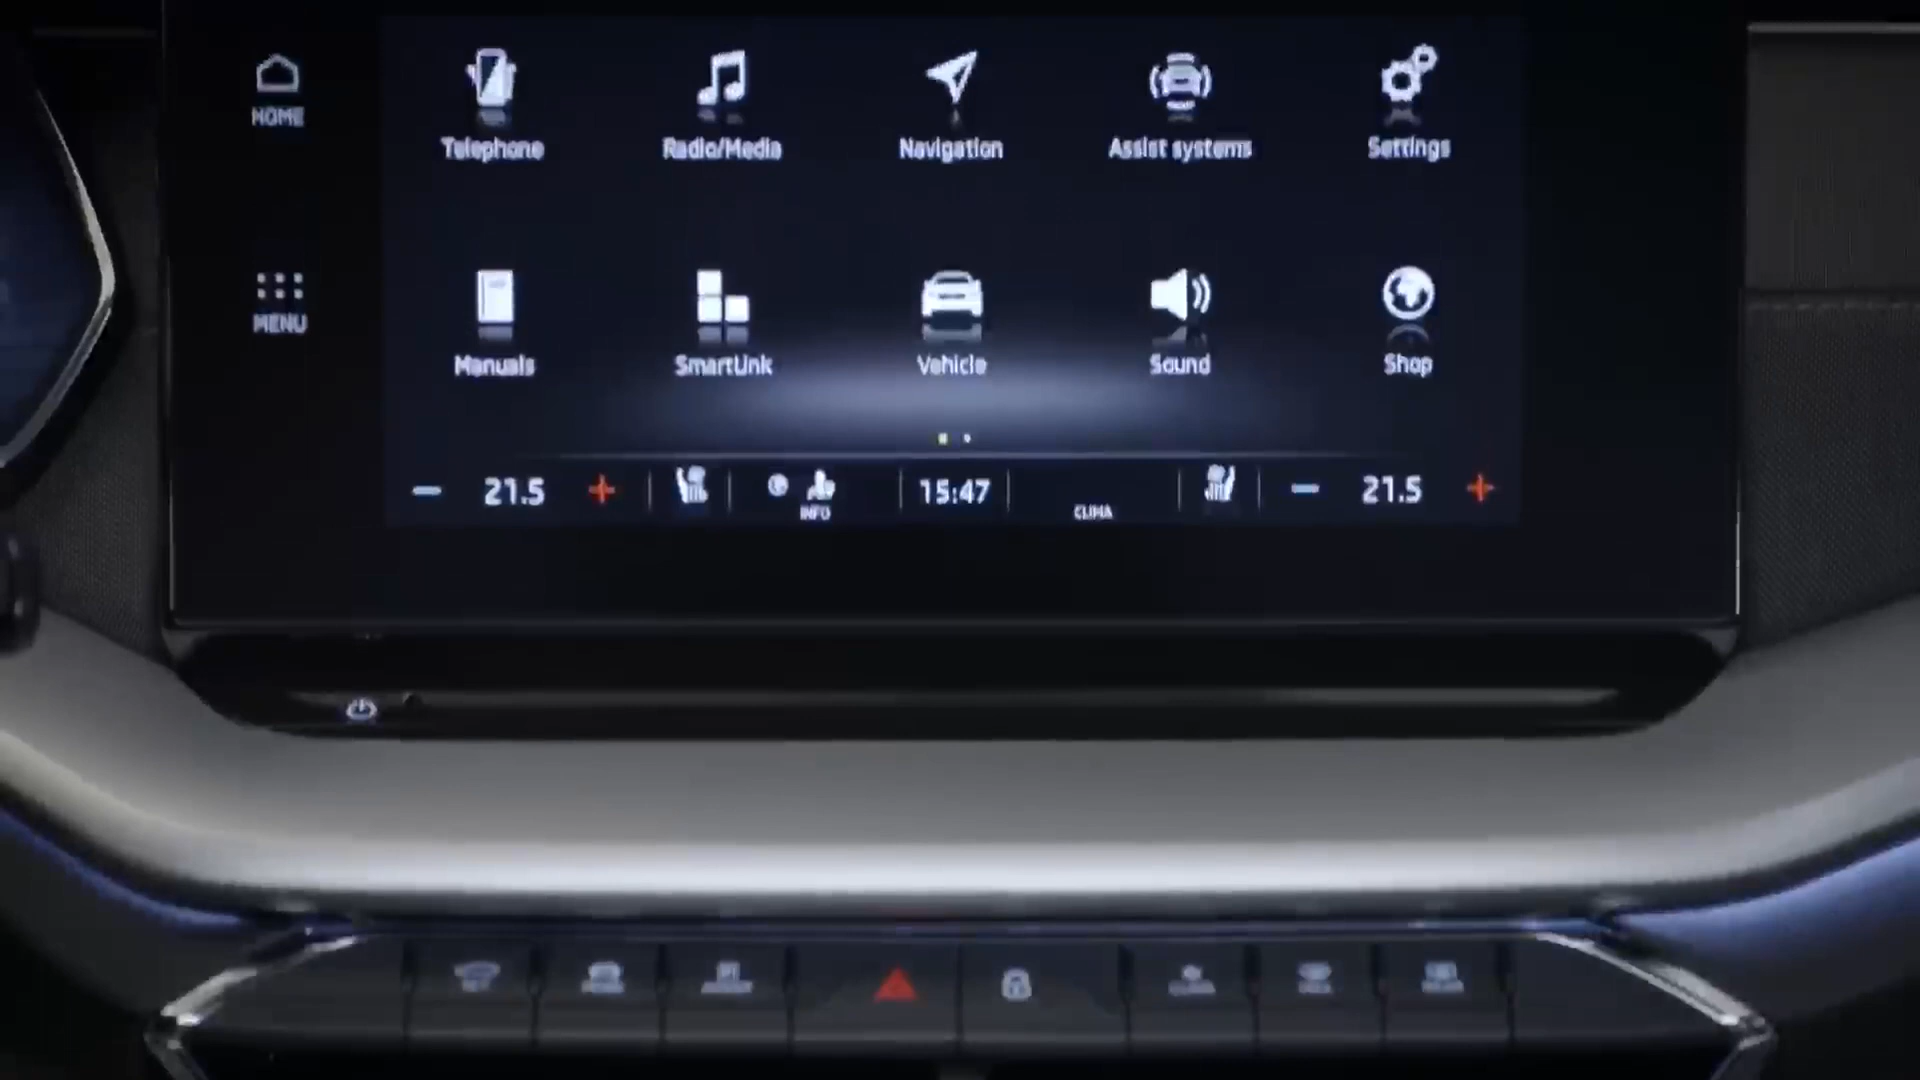 HOME
Telephone
Radio/Media
Navigation
Assist systems
Settings
MENU
Manuals
SmartLink
Vehicle
Sound
Shop
21.5
INFO
15:47
CLIMA
21.5